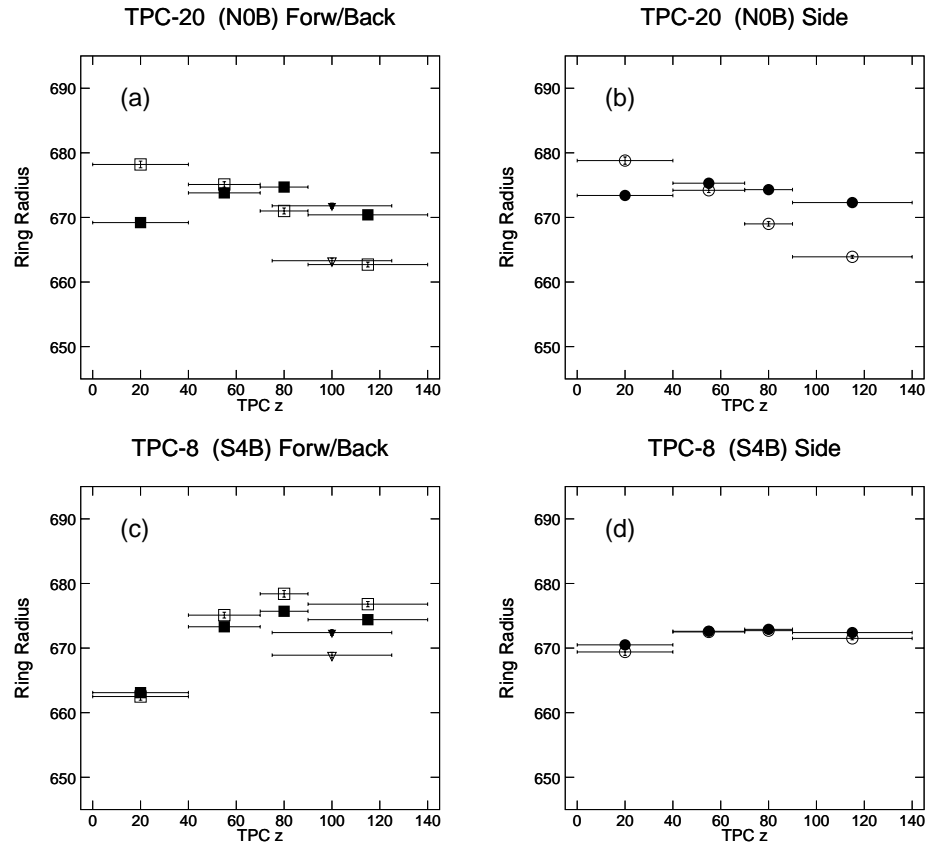 TPC-20 (N0B) Forw/Back
(a)
Ring Radius
690
680
670
660
650
0 20 40 60 80 100 120 140
TPC z
TPC-20 (N0B) Side
(b)
Ring Radius
690
680
670
660
650
0 20 40 60 80 100 120 140
TPC z
TPC-8 (S4B) Forw/Back
(c)
Ring Radius
690
680
670
660
650
0 20 40 60 80 100 120 140
TPC z
TPC-8 (S4B) Side
(d)
Ring Radius
690
680
670
660
650
0 20 40 60 80 100 120 140
TPC z